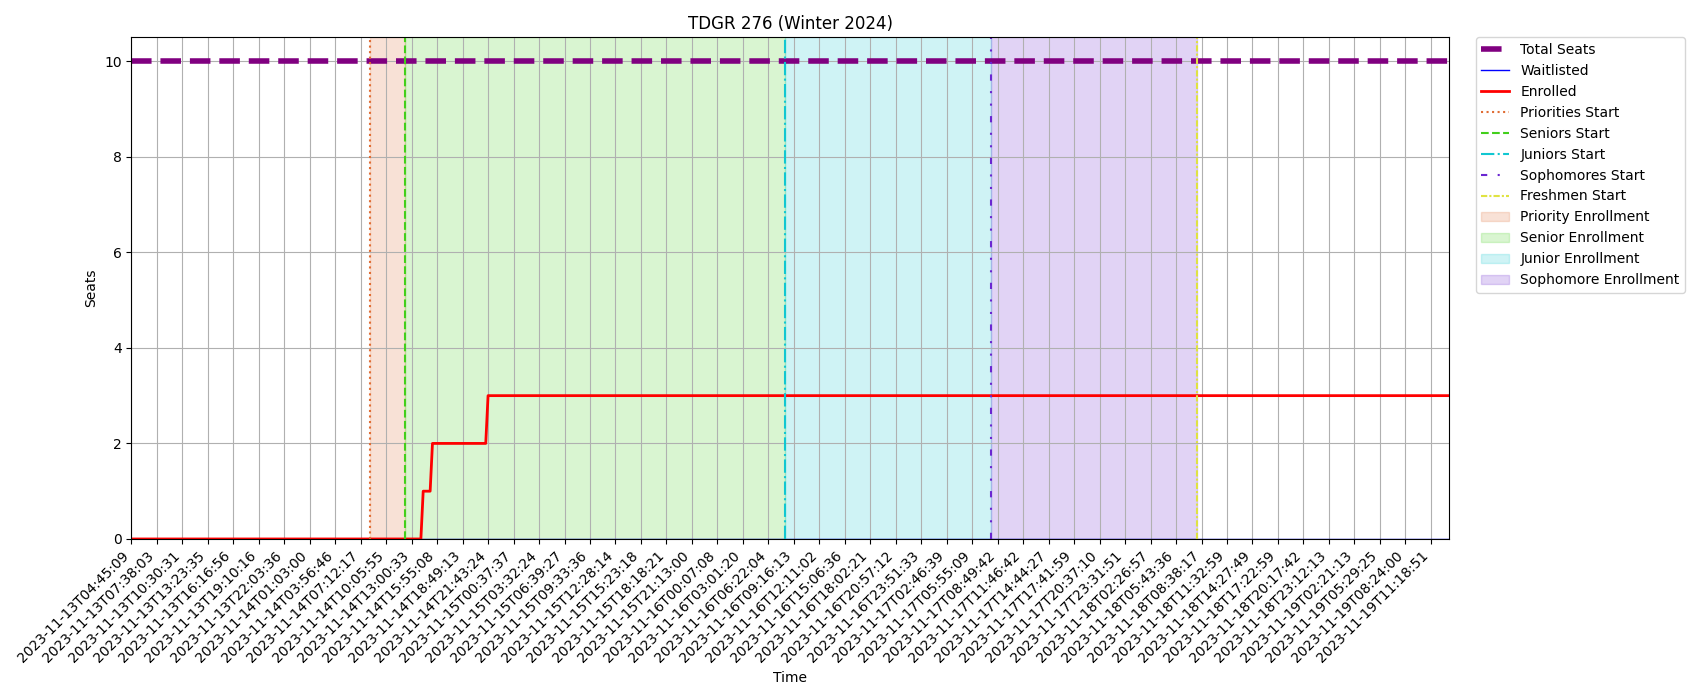 TDGR 276 (Winter 2024)
10
8
6
4
2
0
Seats
Total Seats
Waitlisted
Enrolled
Priorities Start
Seniors Start
Juniors Start
Sophomores Start
Freshmen Start
Priority Enrollment
Senior Enrollment
Junior Enrollment
Sophomore Enrollment
2023-11-13T04:45:09
2023-11-13T07:38:03
2023-11-13T10:30:31
2023-11-13T13:23:35
2023-11-13T16:16:56
2023-11-13T19:10:16
2023-11-13T22:03:36
2023-11-14T01:03:00
2023-11-14T03:56:46
2023-11-14T07:12:17
2023-11-14T10:05:55
2023-11-14T13:00:33
2023-11-14T15:55:08
2023-11-14T18:49:13
2023-11-14T21:43:24
2023-11-15T00:37:37
2023-11-15T03:32:24
2023-11-15T06:39:27
2023-11-15T09:33:36
2023-11-15T12:28:14
2023-11-15T15:23:18
2023-11-15T18:18:21
2023-11-15T21:13:00
2023-11-16T00:07:08
2023-11-16T03:01:20
2023-11-16T06:22:04
2023-11-16T09:16:13
2023-11-16T12:11:02
2023-11-16T15:06:36
2023-11-16T18:02:21
2023-11-16T20:57:12
2023-11-16T23:51:33
2023-11-17T02:46:39
2023-11-17T05:55:09
2023-11-17T08:49:42
2023-11-17T11:46:42
2023-11-17T14:44:27
2023-11-17T17:41:59
2023-11-17T20:37:10
2023-11-17T23:31:51
2023-11-18T02:26:57
2023-11-18T05:43:36
2023-11-18T08:38:17
2023-11-18T11:32:59
2023-11-18T14:27:49
2023-11-18T17:22:59
2023-11-18T20:17:42
2023-11-18T23:12:13
2023-11-19T02:21:13
2023-11-19T05:29:25
2023-11-19T08:24:00
2023-11-19T11:18:51
Time